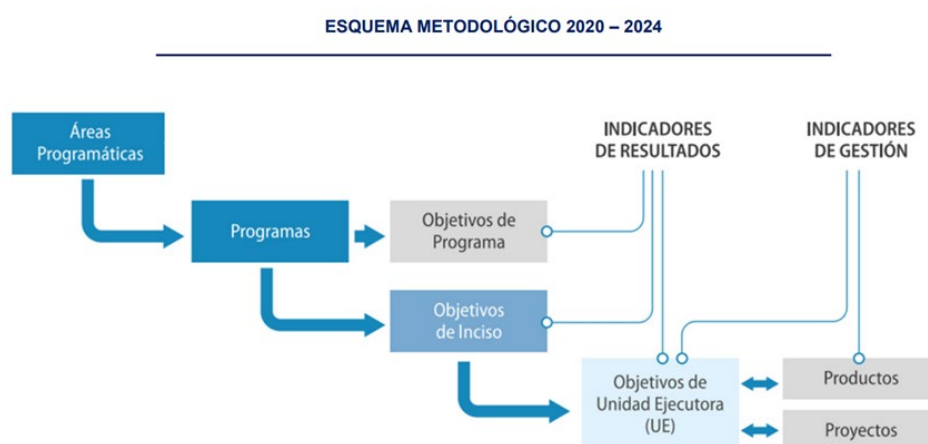 ESQUEMA METODOLÓGICO 2020 – 2024
Áreas
Programáticas
INDICADORES
DE RESULTADOS
INDICADORES
DE GESTIÓN
Programas
Objetivos de
Programa
Objetivos
de Inciso
Objetivos de
Unidad Ejecutora
(UE)
Productos
Proyectos